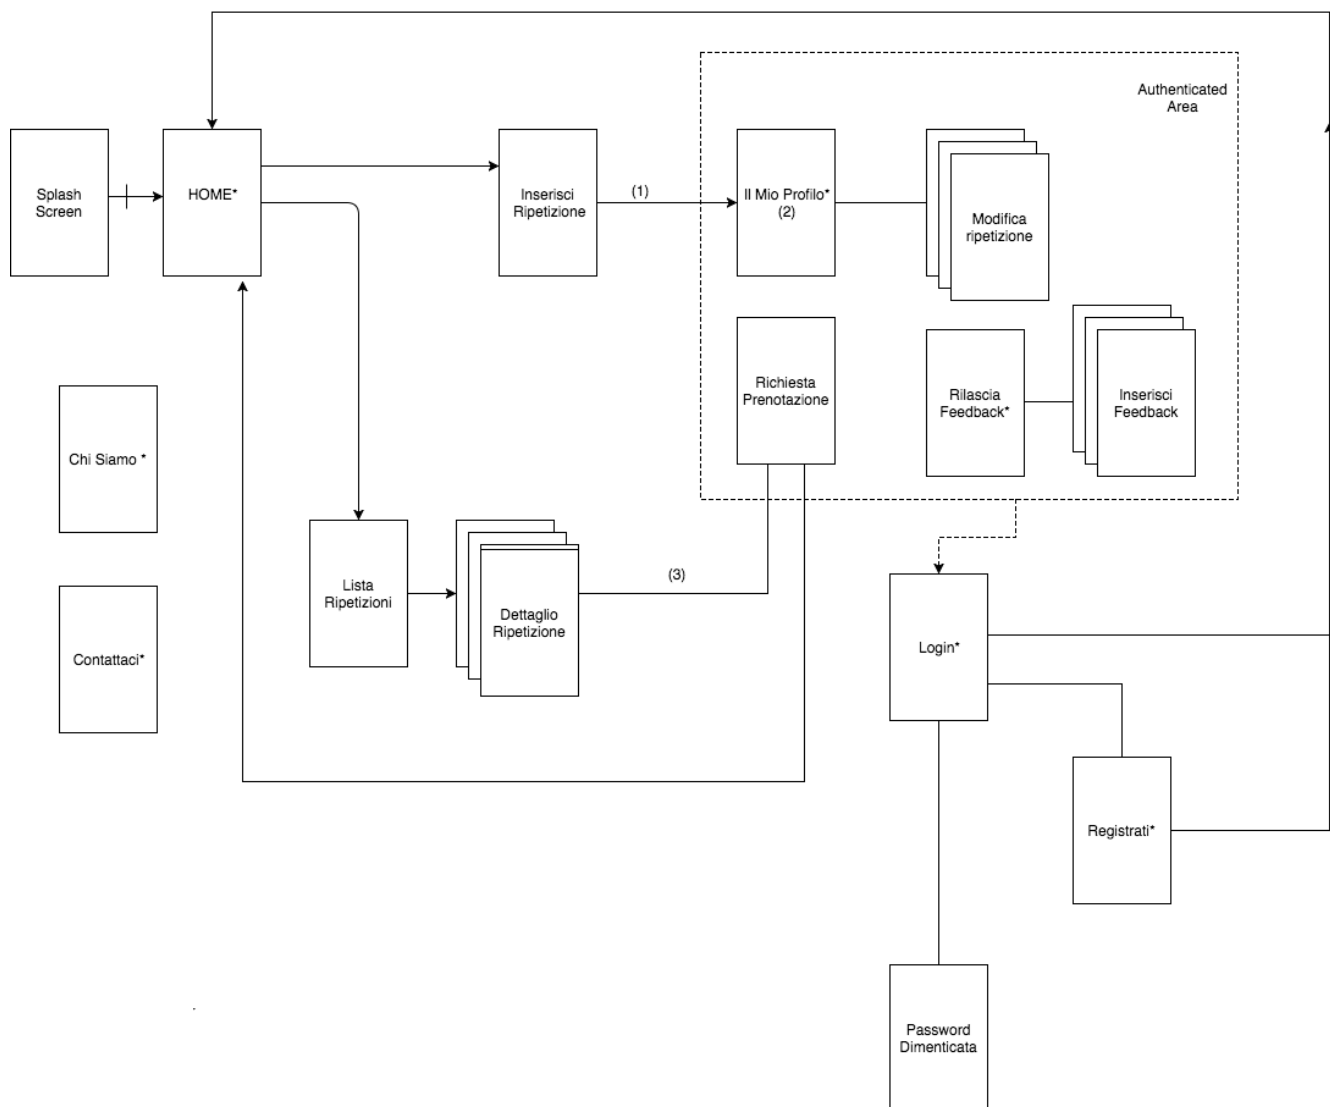 Authenticated
Area
Splash
Screen
HOME*
Inserisci
Ripetizione
(1)
Il Mio Profilo*
(2)
Modifica
ripetizione
Richiesta
Prenotazione
Rilascia
Feedback*
Inserisci
Feedback
Chi Siamo *
Lista
Ripetizioni
Dettaglio
Ripetizione
(3)
Contattaci*
Login*
Registrati*
Password
Dimenticata